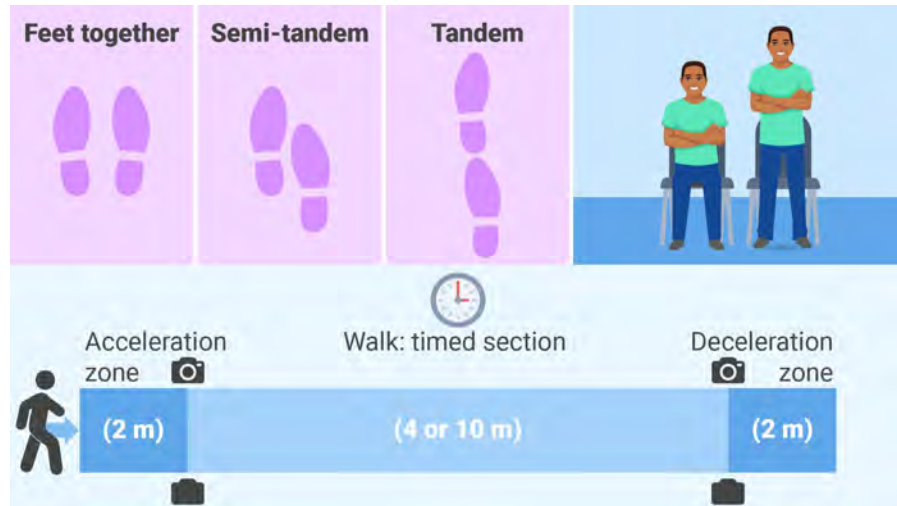 Feet together
Semi-tandem
Tandem
Acceleration
zone
Walk: timed section
Deceleration
zone
(2 m)
(4 or 10 m)
(2 m)